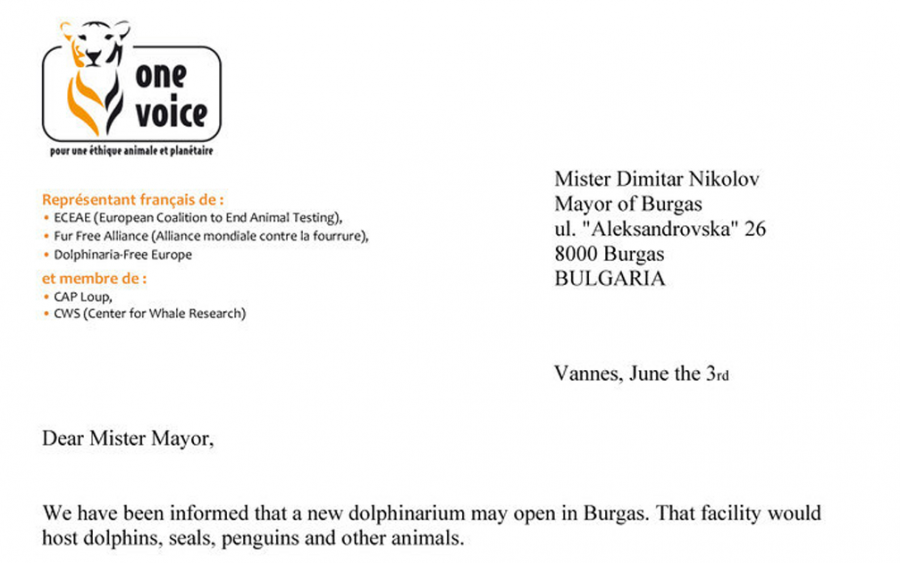 one
voice
pour une éthique animale et planétaire
Représentant français de :
• ECEAE (European Coalition to End Animal Testing),
• Fur Free Alliance (Alliance mondiale contre la fourrure),
• Dolphinaria-Free Europe
et membre de :
• CAP Loup,
• CWS (Center for Whale Research)
Mister Dimitar Nikolov
Mayor of Burgas
ul. "Aleksandrovska" 26
8000 Burgas
BULGARIA
Vannes, June the 3rd
Dear Mister Mayor,
We have been informed that a new dolphinarium may open in Burgas. That facility would
host dolphins, seals, penguins and other animals.